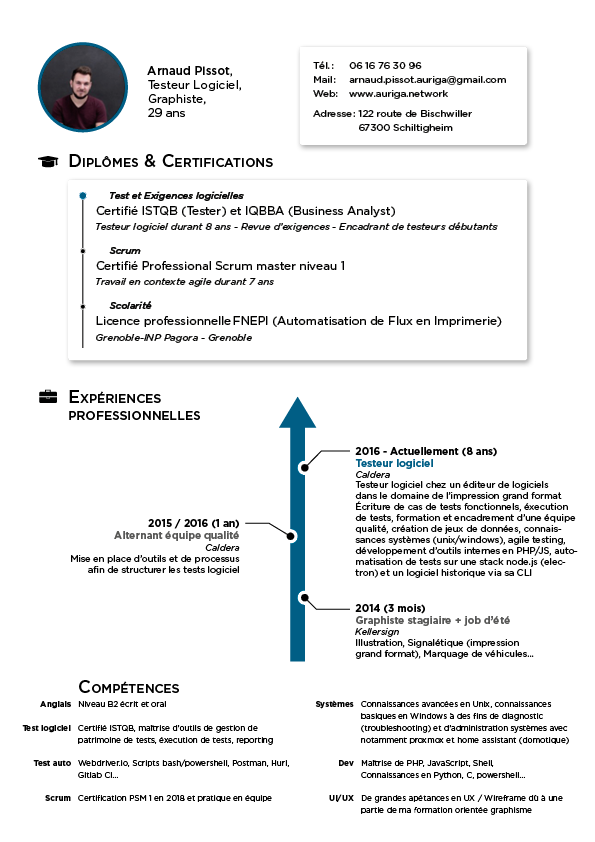 Arnaud Pissot,
Testeur Logiciel,
Graphiste,
29 ans
Tél.: 06 16 76 30 96
Mail: arnaud.pissot.auriga@gmail.com
Web: www.auriga.network
Adresse: 122 route de Bischwiller
67300 Schiltigheim
Diplômes & Certifications
Test et Exigences logicielles
Certifié ISTQB (Tester) et IQBBA (Business Analyst)
Testeur logiciel durant 8 ans - Revue d'exigences - Encadrant de testeurs débutants
Scrum
Certifié Professional Scrum master niveau 1
Travail en contexte agile durant 7 ans
Scolarité
Licence professionnelle FNEPI (Automatisation de Flux en Imprimerie)
Grenoble-INP Pagora - Grenoble
Expériences
professionnelles
2016 - Actuellement (8 ans)
Testeur logiciel
Caldera
Testeur logiciel chez un éditeur de logiciels
dans le domaine de l'impression grand format
Écriture de cas de tests fonctionnels, éxecution
de tests, formation et encadrement d'une équipe
qualité, création de jeux de données, connais-
sances systèmes (unix/windows), agile testing,
développement d'outils internes en PHP/JS, auto-
matisation de tests sur une stack node.js (elec-
tron) et un logiciel historique via sa CLI
2015 / 2016 (1 an)
Alternant équipe qualité
Caldera
Mise en place d'outils et de processus
afin de structurer les tests logiciel
2014 (3 mois)
Graphiste stagiaire + job d'été
Kellersign
Illustration, Signalétique (impression
grand format), Marquage de véhicules...
Compétences
Anglais Niveau B2 écrit et oral
Test logiciel Certifié ISTQB, maîtrise d'outils de gestion de
patrimoine de tests, éxecution de tests, reporting
Test auto Webdriver.io, Scripts bash/powershell, Postman, Hurl,
Gitlab CI...
Scrum Certification PSM 1 en 2018 et pratique en équipe
Systèmes Connaissances avancées en Unix, connaissances
basiques en Windows à des fins de diagnostic
(troubleshooting) et d'administration systèmes avec
notamment proxmox et home assistant (domotique)
Dev Maîtrise de PHP, JavaScript, Shell,
Connaissances en Python, C, powershell...
UI/UX De grandes apétances en UX / Wireframe dû à une
partie de ma formation orientée graphisme